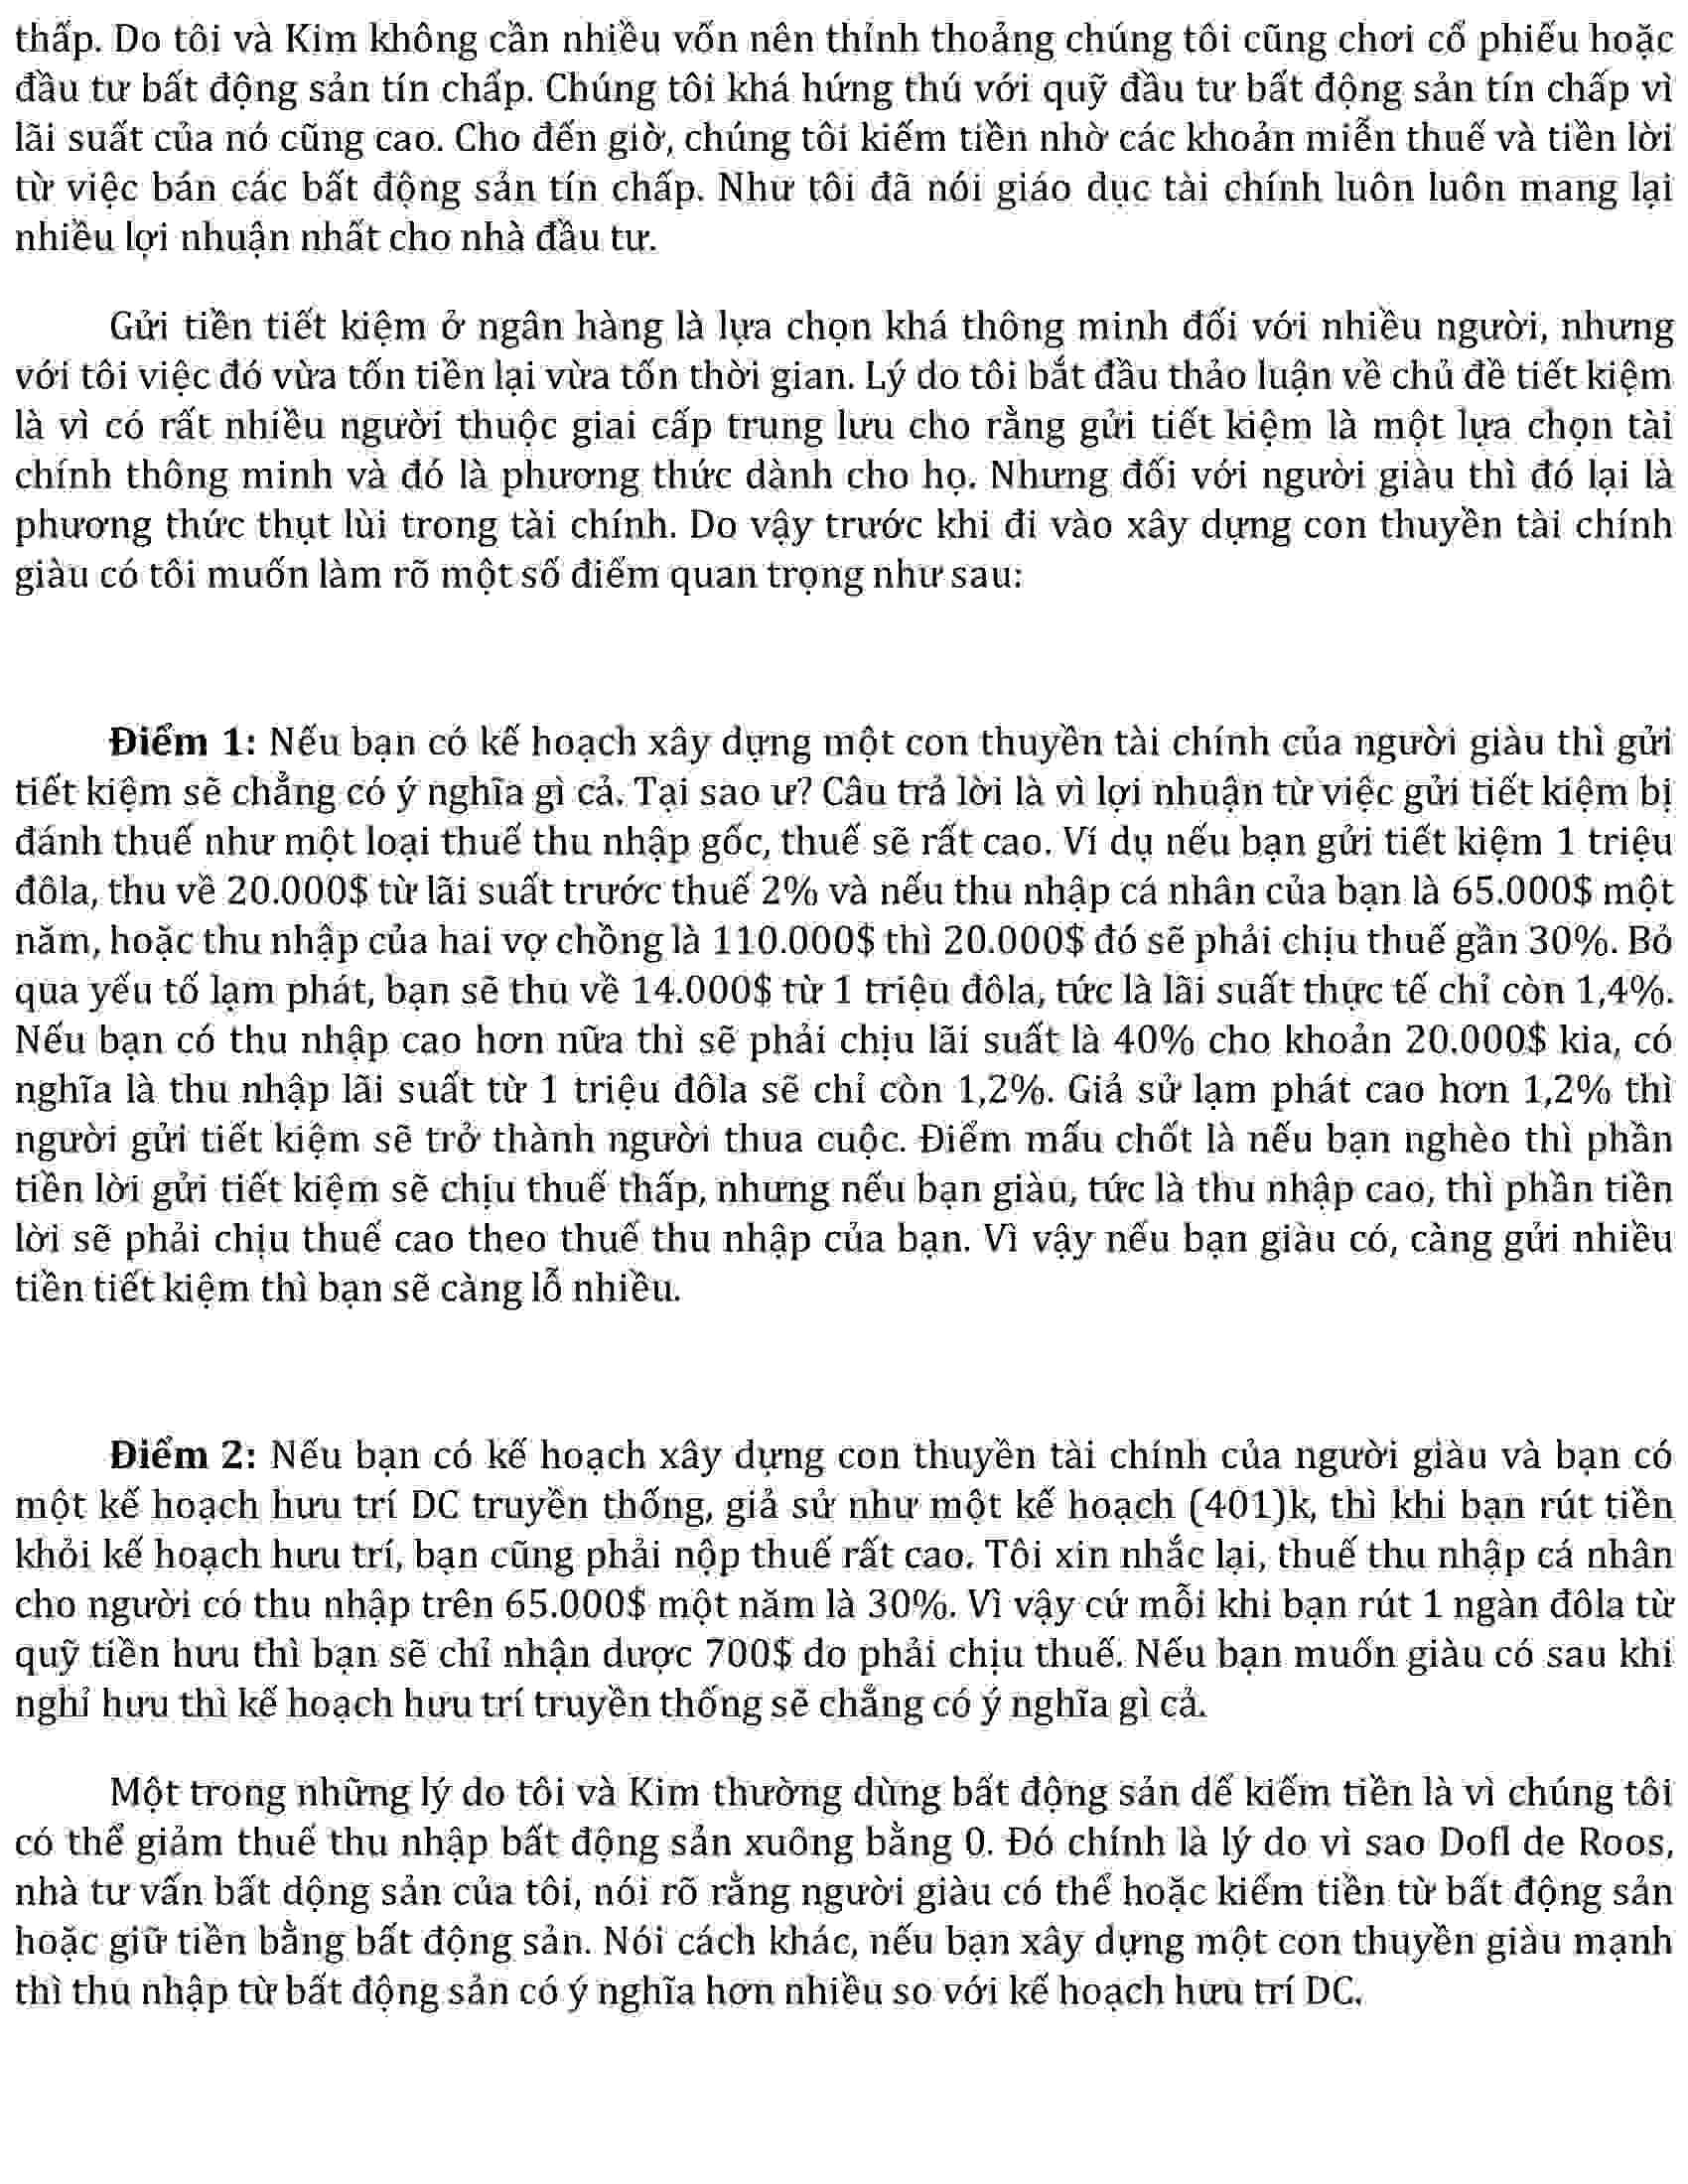 thấp. Do tôi và Kim không cần nhiều vốn nên thỉnh thoảng chúng tôi cũng chơi cổ phiếu hoặc
đầu tư bất động sản tín chấp. Chúng tôi khá hứng thú với quỹ đầu tư bất động sản tín chấp vì
lãi suất của nó cũng cao. Cho đến giờ, chúng tôi kiếm tiền nhờ các khoản miễn thuế và tiền lời
từ việc bán các bất động sản tín chấp. Như tôi đã nói giáo dục tài chính luôn luôn mang lại
nhiều lợi nhuận nhất cho nhà đầu tư.
Gửi tiền tiết kiệm ở ngân hàng là lựa chọn khá thông minh đối với nhiều người, nhưng
với tôi việc đó vừa tốn tiền lại vừa tốn thời gian. Lý do tôi bắt đầu thảo luận về chủ đề tiết kiệm
là vì có rất nhiều người thuộc giai cấp trung lưu cho rằng gửi tiết kiệm là một lựa chọn tài
chính thông minh và đó là phương thức dành cho họ. Nhưng đối với người giàu thì đó lại là
phương thức thụt lùi trong tài chính. Do vậy trước khi đi vào xây dựng con thuyền tài chính
giàu có tôi muốn làm rõ một số điểm quan trọng như sau:
Điểm 1: Nếu bạn có kế hoạch xây dựng một con thuyền tài chính của người giàu thì gửi
tiết kiệm sẽ chẳng có ý nghĩa gì cả. Tại sao ư? Câu trả lời là vì lợi nhuận từ việc gửi tiết kiệm bị
đánh thuế như một loại thuế thu nhập gốc, thuế sẽ rất cao. Ví dụ nếu bạn gửi tiết kiệm 1 triệu
đôla, thu về 20.000$ từ lãi suất trước thuế 2% và nếu thu nhập cá nhân của bạn là 65.000$ một
năm, hoặc thu nhập của hai vợ chồng là 110.000$ thì 20.000$ đó sẽ phải chịu thuế gần 30%. Bỏ
qua yếu tố lạm phát, bạn sẽ thu về 14.000$ từ 1 triệu đôla, tức là lãi suất thực tế chỉ còn 1,4%.
Nếu bạn có thu nhập cao hơn nữa thì sẽ phải chịu lãi suất là 40% cho khoản 20.000$ kia, có
nghĩa là thu nhập lãi suất từ 1 triệu đôla sẽ chỉ còn 1,2%. Giả sử lạm phát cao hơn 1,2% thì
người gửi tiết kiệm sẽ trở thành người thua cuộc. Điểm mấu chốt là nếu bạn nghèo thì phần
tiền lời gửi tiết kiệm sẽ chịu thuế thấp, nhưng nếu bạn giàu, tức là thu nhập cao, thì phần tiền
lời sẽ phải chịu thuế cao theo thuế thu nhập của bạn. Vì vậy nếu bạn giàu có, càng gửi nhiều
tiền tiết kiệm thì bạn sẽ càng lỗ nhiều.
Điểm 2: Nếu bạn có kế hoạch xây dựng con thuyền tài chính của người giàu và bạn có
một kế hoạch hưu trí DC truyền thống, giả sử như một kế hoạch (401)k, thì khi bạn rút tiền
khỏi kế hoạch hưu trí, bạn cũng phải nộp thuế rất cao. Tôi xin nhắc lại, thuế thu nhập cá nhân
cho người có thu nhập trên 65.000$ một năm là 30%. Vì vậy cứ mỗi khi bạn rút 1 ngàn đôla từ
quỹ tiền hưu thì bạn sẽ chỉ nhận dược 700$ do phải chịu thuế. Nếu bạn muốn giàu có sau khi
nghỉ hưu thì kế hoạch hưu trí truyền thống sẽ chẳng có ý nghĩa gì cả.
Một trong những lý do tôi và Kim thường dùng bất động sản dể kiếm tiền là vì chúng tôi
có thể giảm thuế thu nhập bất động sản xuông bằng 0. Đó chính là lý do vì sao Dofl de Roos,
nhà tư vấn bất dộng sản của tôi, nói rõ rằng người giàu có thể hoặc kiếm tiền từ bất động sản
hoặc giữ tiền bằng bất động sản. Nói cách khác, nếu bạn xây dựng một con thuyền giàu mạnh
thì thu nhập từ bất động sản có ý nghĩa hơn nhiều so với kế hoạch hưu trí DC.